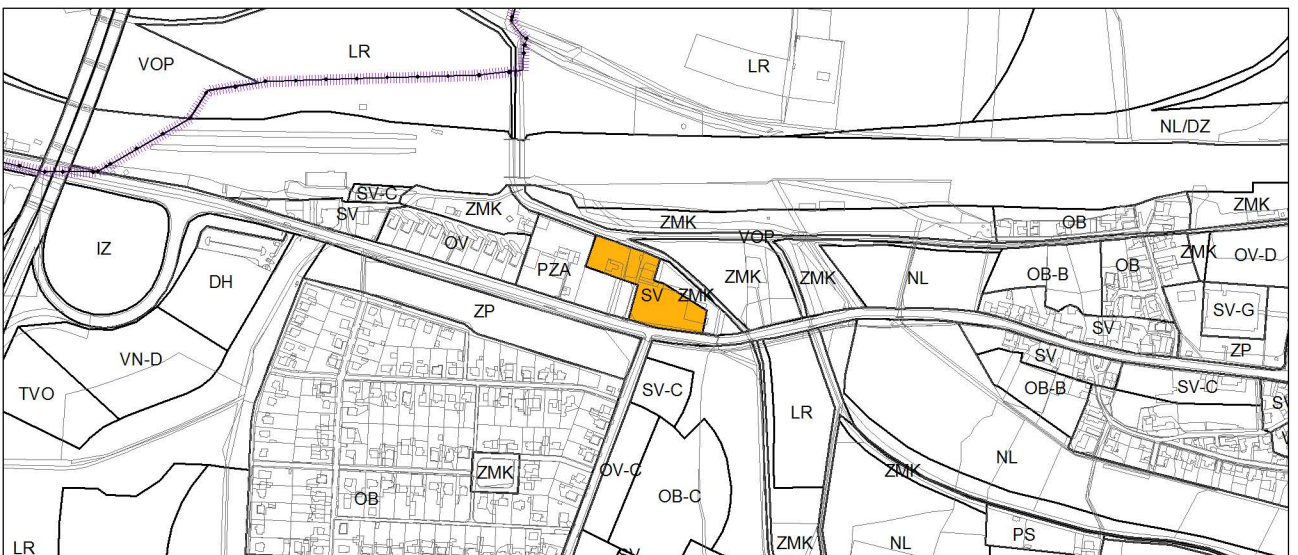 LR
VOP
LR
NL/DZ
SV-C
ZMK
SV
ZMK
OB
ZMK
IZ
OV
VOP
DH
PZA
ZMK
ZMK
NL
OB-B
OB
ZMK
OV-D
SV
ZMK
ZP
SV-G
SV
ZP
VN-D
SV
TVO
SV-C
OB-B
SV-C
LR
ZMK
OV-C
ZMK
NL
OB
OB-C
LR
ZMK
NL
PS